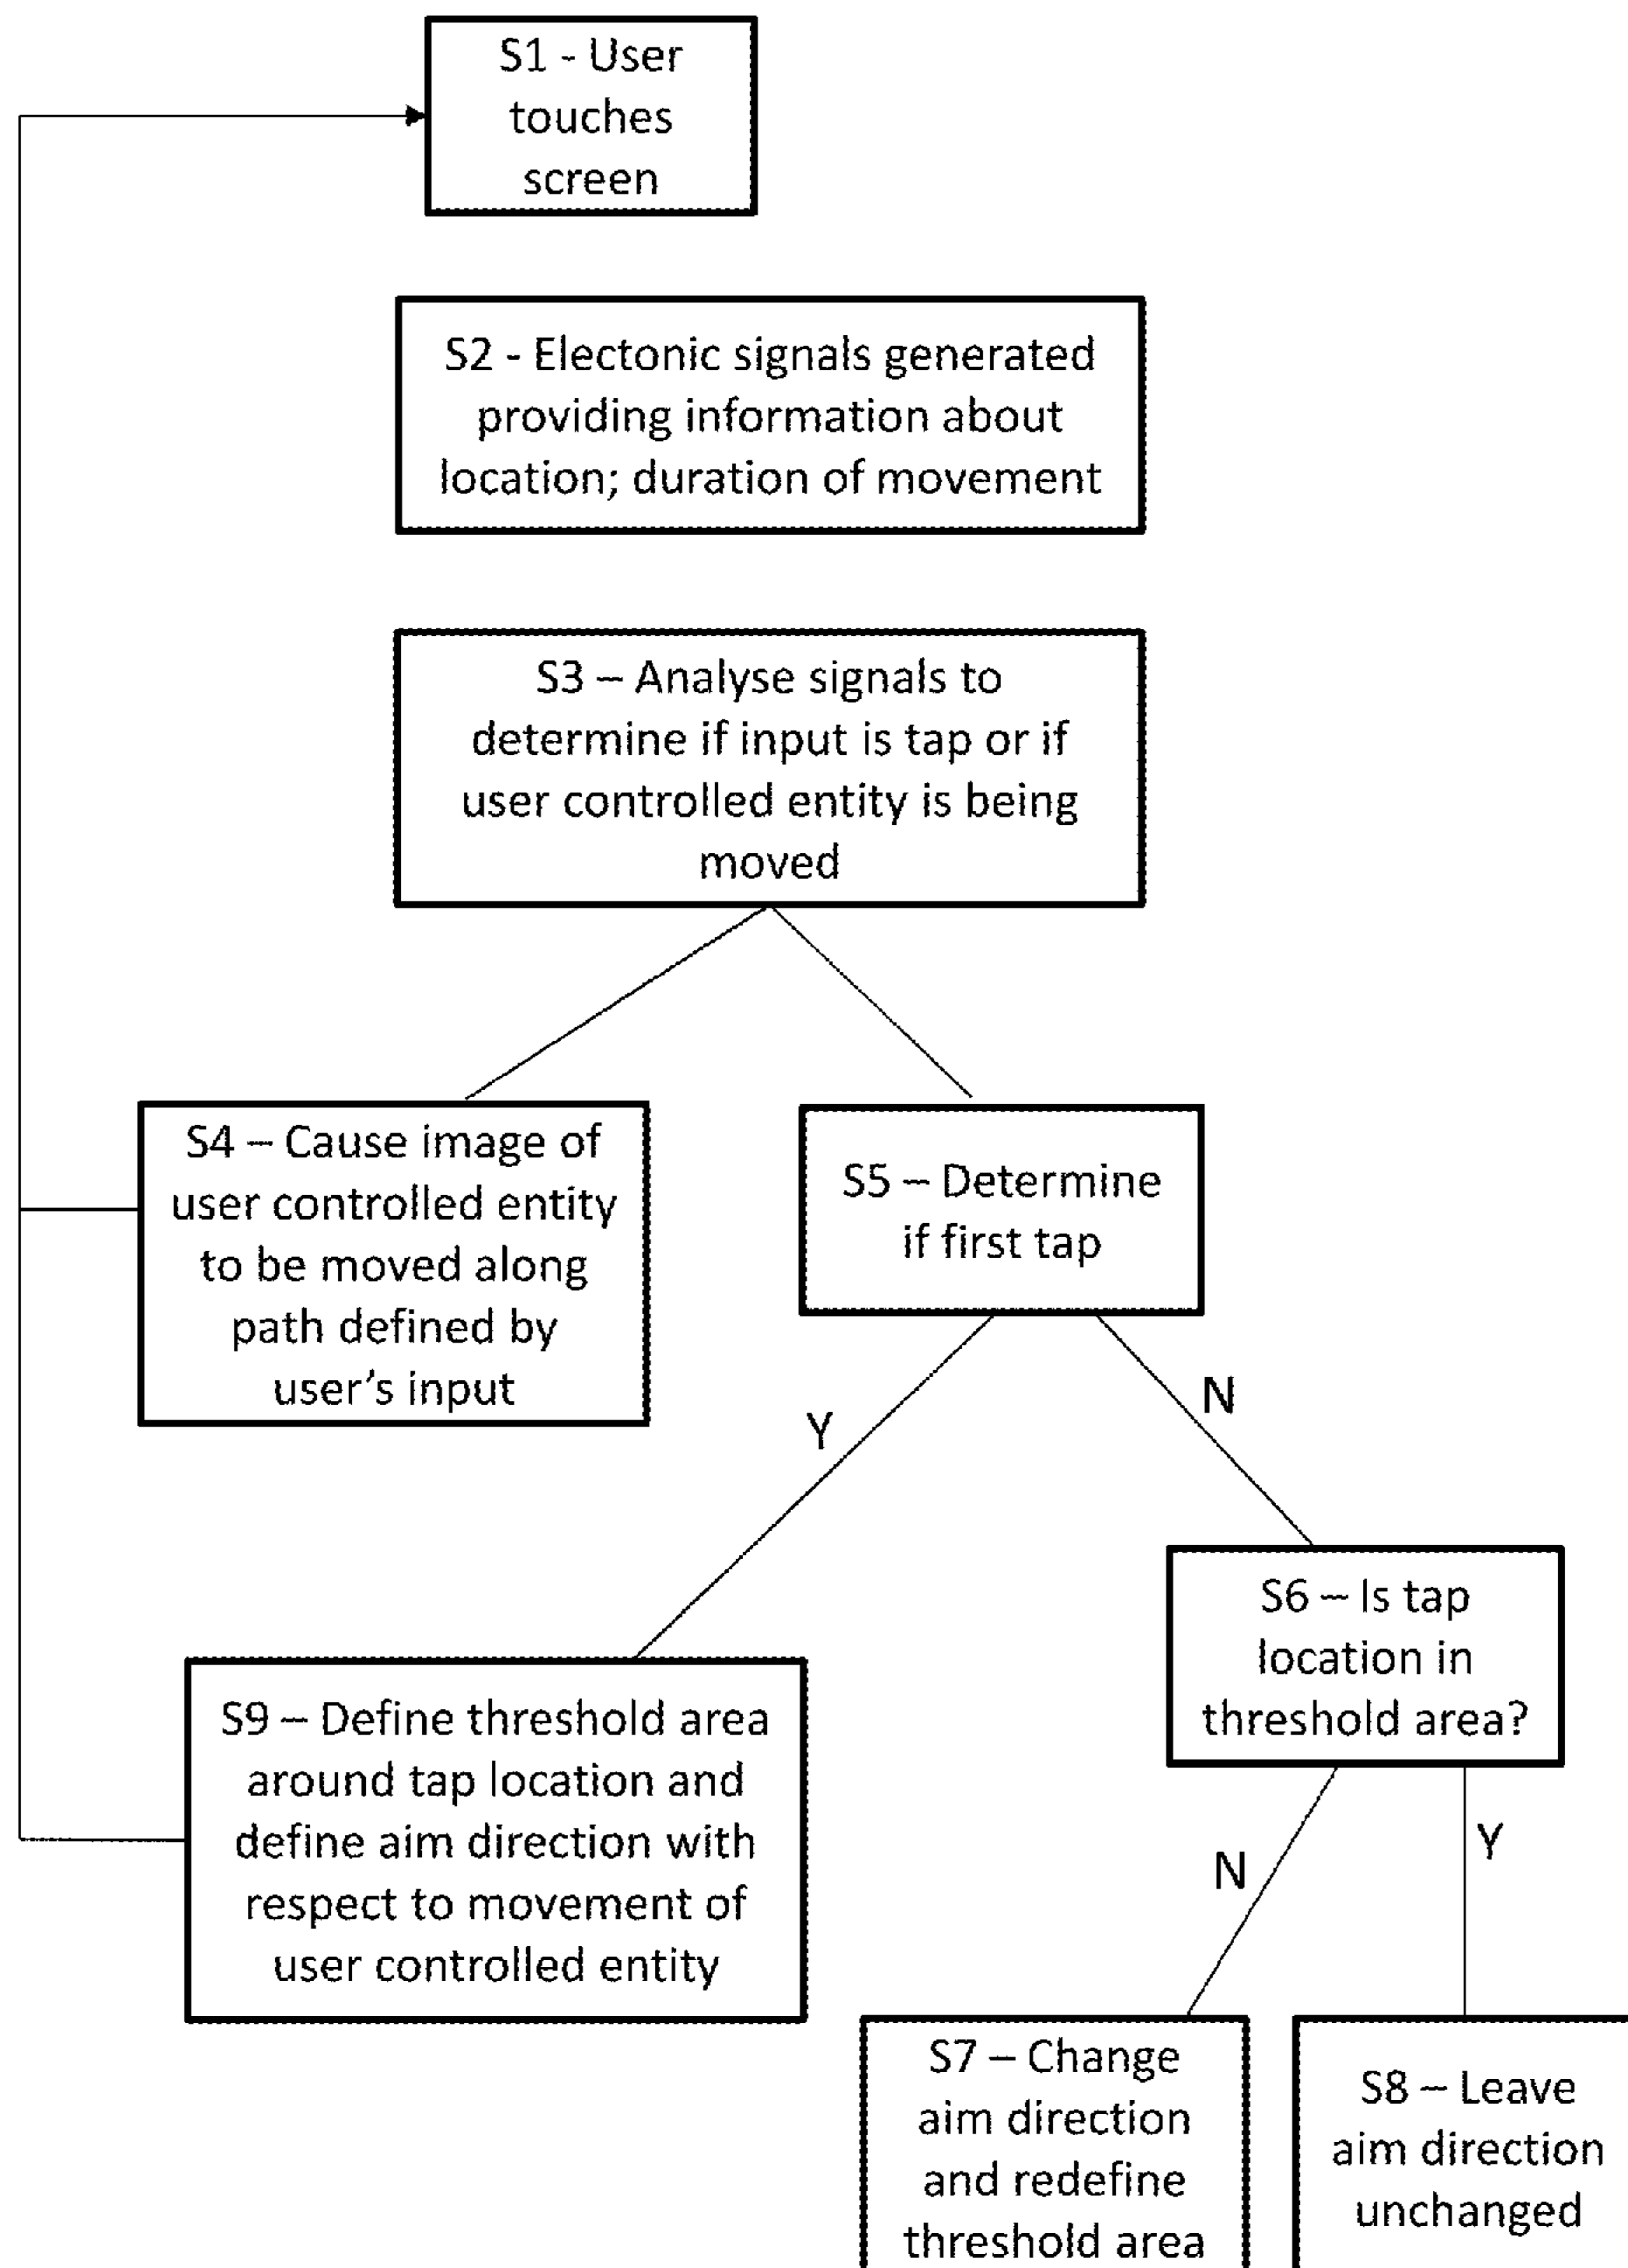 S1 - User
touches
screen
S2 - Electonic signals generated
providing information about
location; duration of movement
S3 – Analyse signals to
determine if input is tap or if
user controlled entity is being
moved
S4 – Cause image of
user controlled entity
to be moved along
path defined by
user's input
S5 – Determine
if first tap
Y
N
S6 – Is tap
location in
threshold area?
S9 – Define threshold area
around tap location and
define aim direction with
respect to movement of
user controlled entity
N
Y
S7 – Change
aim direction
and redefine
threshold area
S8 – Leave
aim direction
unchanged